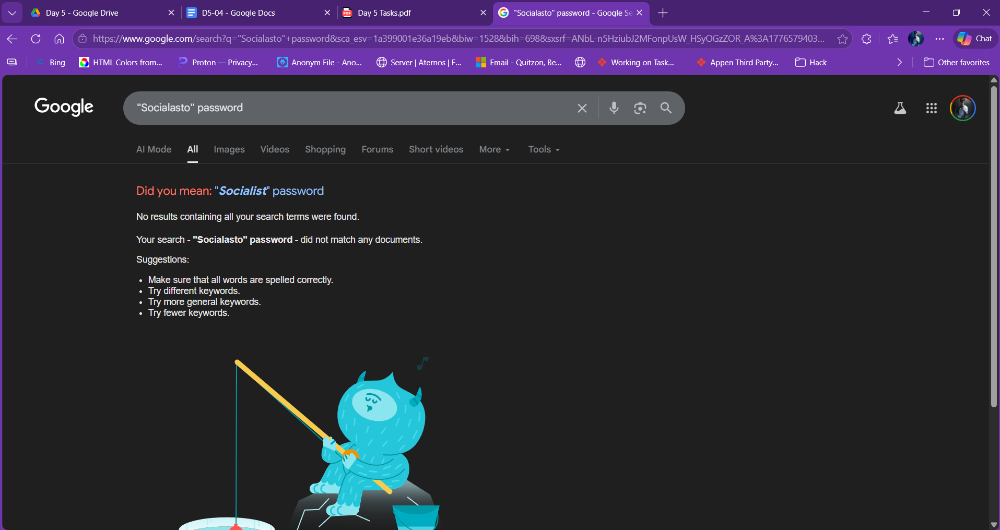 Day 5 - Google Drive
D5-04 - Google Docs
PDF
Day 5 Tasks.pdf
"Socialasto" password - Google Se
https://www.google.com/search?q="Socialasto"+password&sca_esv=1a399001e36a19eb&biw=1528&bih=698&sxsrf=ANbL-n5HziubJ2MFonpUsW_HSyOGzZOR_A%3A1776579403...
Chat
Bing
HTML Colors from...
Proton — Privacy...
Anonym File - Ano...
Server | Aternos | F...
Email - Quitzon, Be...
Working on Task...
Appen Third Party...
Hack
Other favorites
Google
"Socialasto" password
AI Mode
All
Images
Videos
Shopping
Forums
Short videos
More
Tools
Did you mean: "Socialist" password
No results containing all your search terms were found.
Your search - "Socialasto" password - did not match any documents.
Suggestions:
• Make sure that all words are spelled correctly.
• Try different keywords.
• Try more general keywords.
• Try fewer keywords.